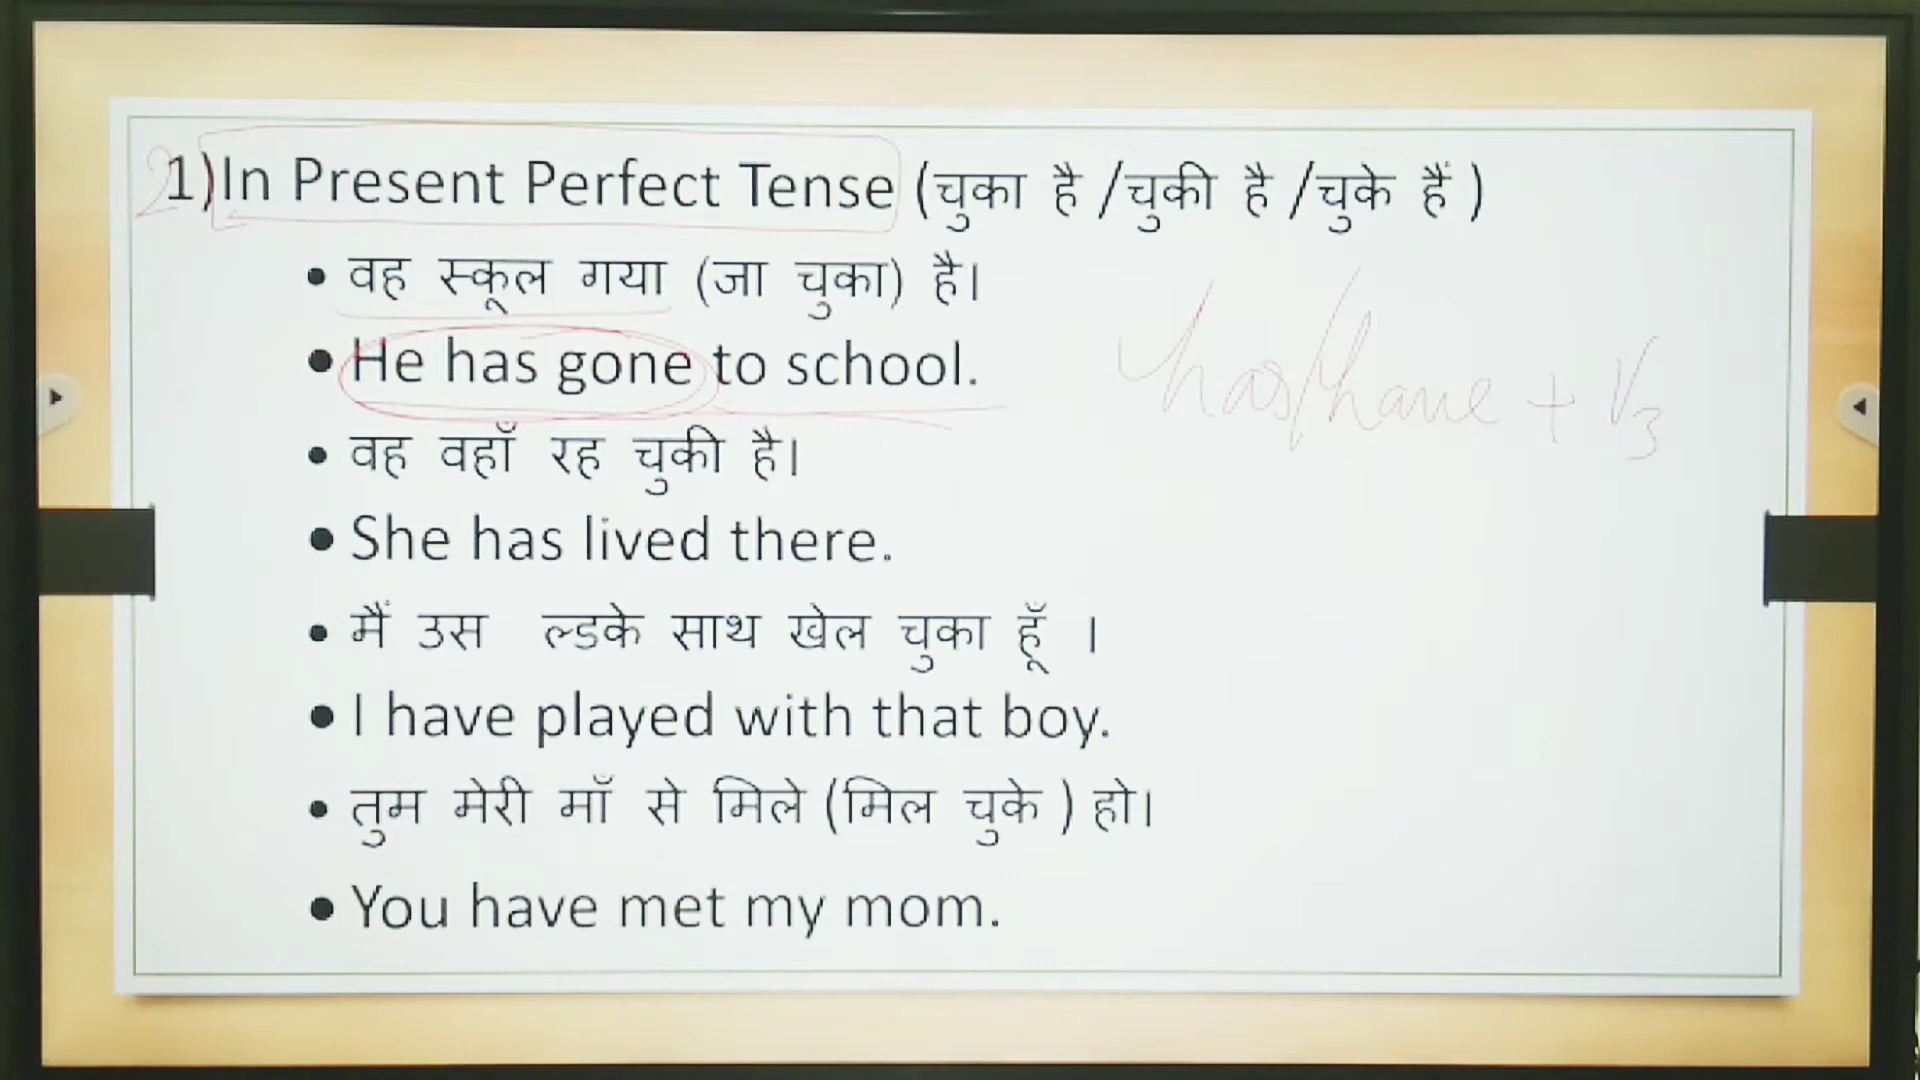 1)In Present Perfect Tense (चुका है /चुकी है /चुके हैं )
• वह स्कूल गया (जा चुका) है।
• He has gone to school.
has/have + V3
• वह वहाँ रह चुकी है।
• She has lived there.
• मैं उस ल्डके साथ खेल चुका हूँ ।
• I have played with that boy.
• तुम मेरी माँ से मिले (मिल चुके ) हो।
• You have met my mom.